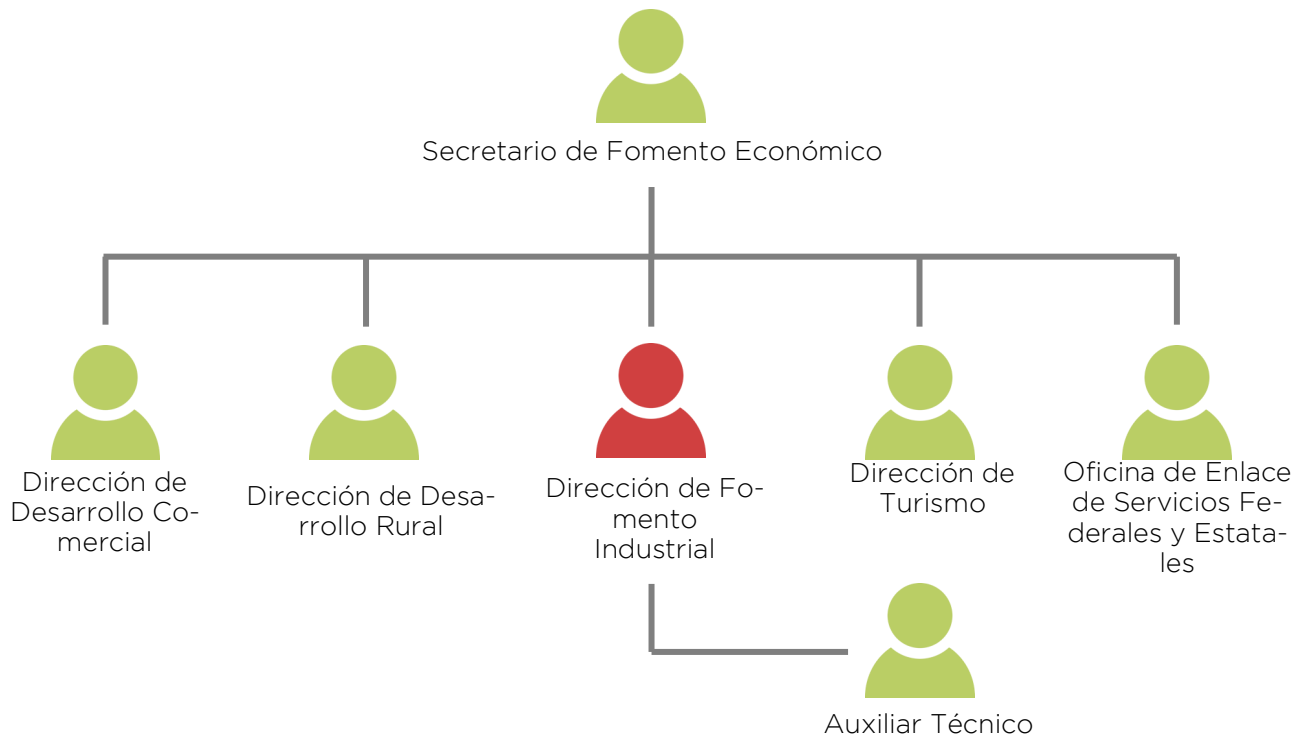 Secretario de Fomento Económico
Dirección de
Desarrollo Co-
mercial
Dirección de Desa-
rrollo Rural
Dirección de Fo-
mento
Industrial
Dirección de
Turismo
Oficina de Enlace
de Servicios Fe-
derales y Estata-
les
Auxiliar Técnico